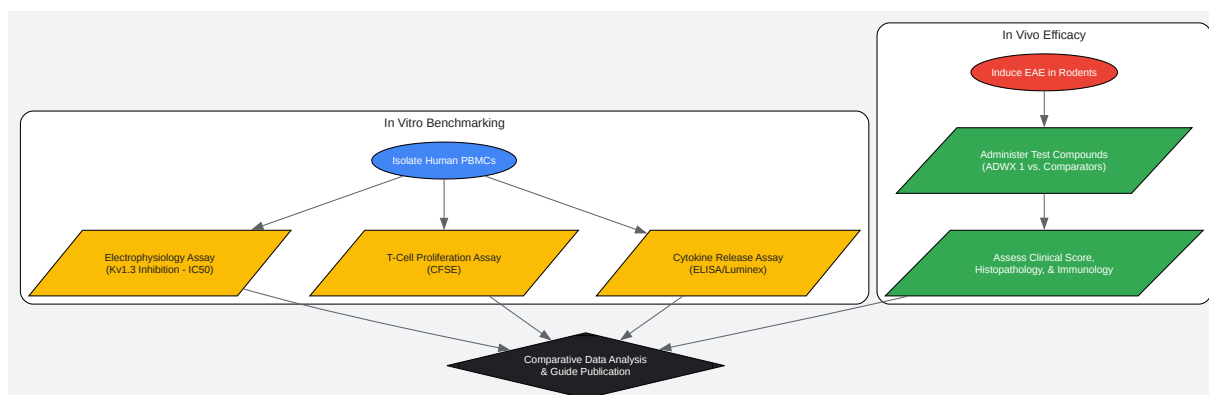 In Vitro Benchmarking
Isolate Human PBMCs
Electrophysiology Assay
(Kv1.3 Inhibition - IC50)
T-Cell Proliferation Assay
(CFSE)
Cytokine Release Assay
(ELISA/Luminex)
In Vivo Efficacy
Induce EAE in Rodents
Administer Test Compounds
(ADWX 1 vs. Comparators)
Assess Clinical Score,
Histopathology, & Immunology
Comparative Data Analysis
& Guide Publication